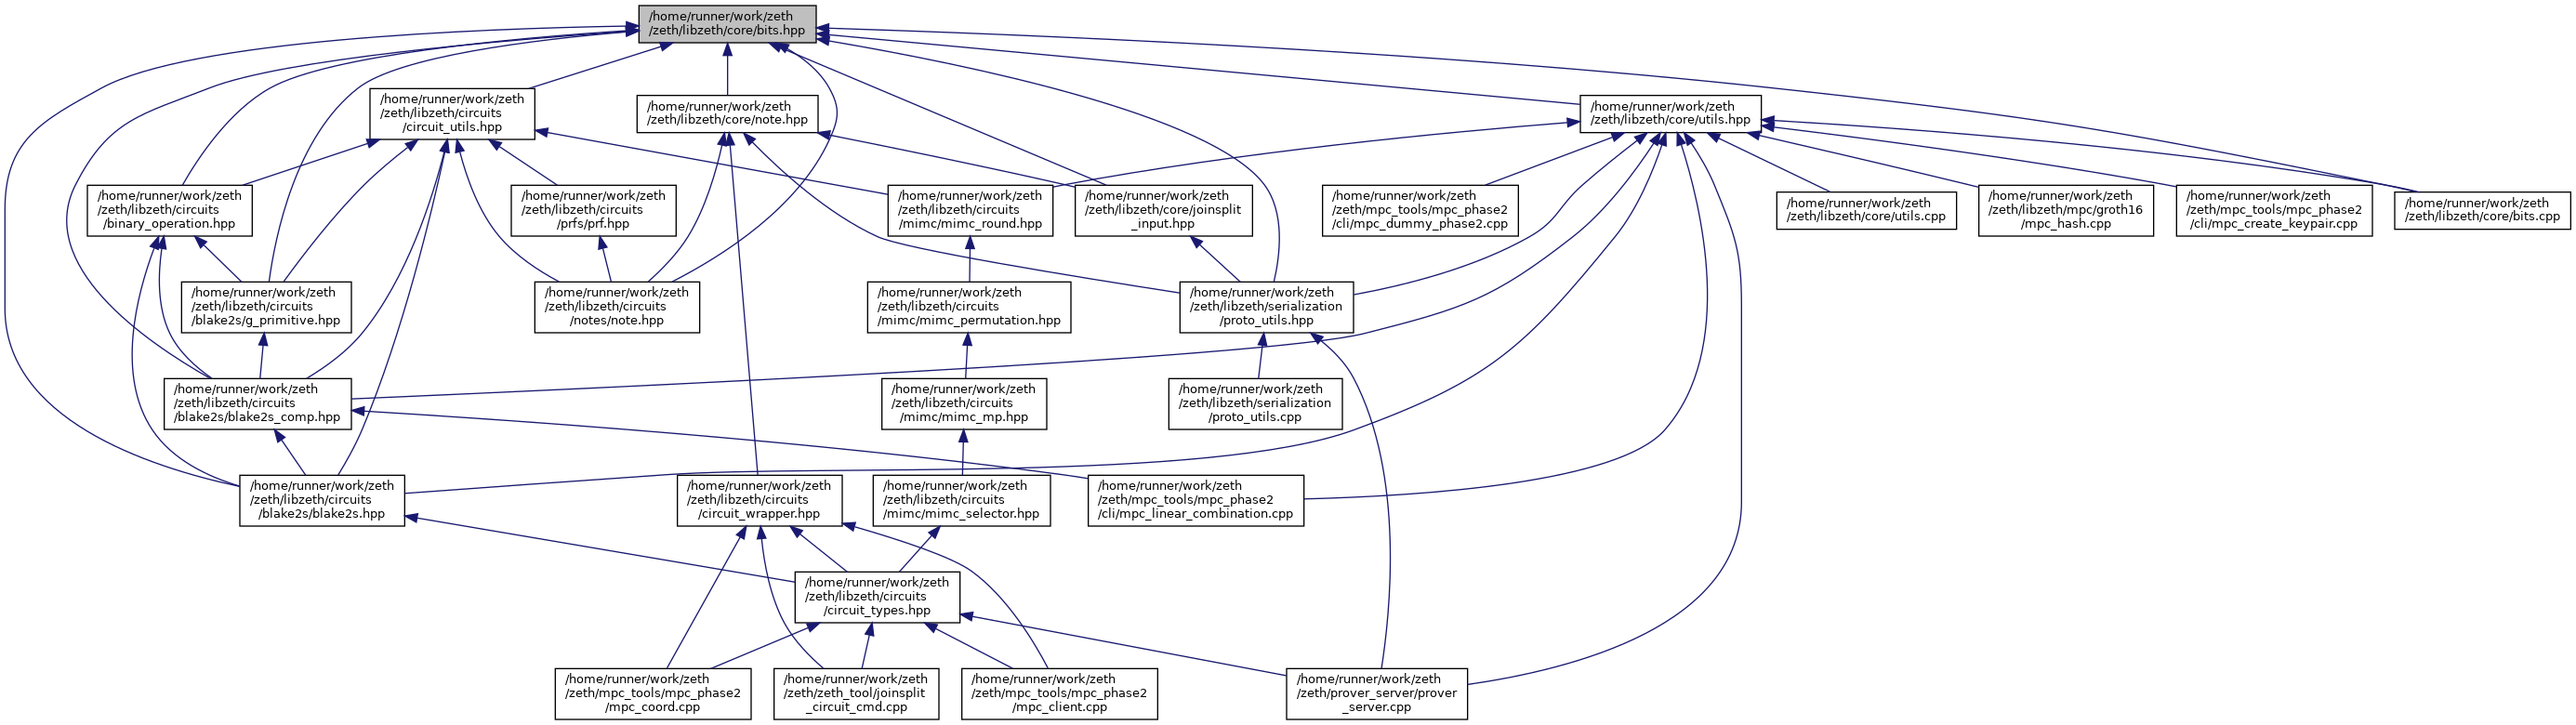 /home/runner/work/zeth
/zeth/libzeth/core/bits.hpp
/home/runner/work/zeth
/zeth/libzeth/circuits
/circuit_utils.hpp
/home/runner/work/zeth
/zeth/libzeth/core/note.hpp
/home/runner/work/zeth
/zeth/libzeth/core/utils.hpp
/home/runner/work/zeth
/zeth/libzeth/circuits
/binary_operation.hpp
/home/runner/work/zeth
/zeth/libzeth/circuits
/prfs/prf.hpp
/home/runner/work/zeth
/zeth/libzeth/circuits
/mimc/mimc_round.hpp
/home/runner/work/zeth
/zeth/libzeth/core/joinsplit
_input.hpp
/home/runner/work/zeth
/zeth/mpc_tools/mpc_phase2
/cli/mpc_dummy_phase2.cpp
/home/runner/work/zeth
/zeth/libzeth/core/utils.cpp
/home/runner/work/zeth
/zeth/libzeth/mpc/groth16
/mpc_hash.cpp
/home/runner/work/zeth
/zeth/mpc_tools/mpc_phase2
/cli/mpc_create_keypair.cpp
/home/runner/work/zeth
/zeth/libzeth/core/bits.cpp
/home/runner/work/zeth
/zeth/libzeth/circuits
/blake2s/g_primitive.hpp
/home/runner/work/zeth
/zeth/libzeth/circuits
/notes/note.hpp
/home/runner/work/zeth
/zeth/libzeth/circuits
/mimc/mimc_permutation.hpp
/home/runner/work/zeth
/zeth/libzeth/serialization
/proto_utils.hpp
/home/runner/work/zeth
/zeth/libzeth/circuits
/blake2s/blake2s_comp.hpp
/home/runner/work/zeth
/zeth/libzeth/circuits
/mimc/mimc_mp.hpp
/home/runner/work/zeth
/zeth/libzeth/serialization
/proto_utils.cpp
/home/runner/work/zeth
/zeth/libzeth/circuits
/blake2s/blake2s.hpp
/home/runner/work/zeth
/zeth/libzeth/circuits
/circuit_wrapper.hpp
/home/runner/work/zeth
/zeth/libzeth/circuits
/mimc/mimc_selector.hpp
/home/runner/work/zeth
/zeth/mpc_tools/mpc_phase2
/cli/mpc_linear_combination.cpp
/home/runner/work/zeth
/zeth/libzeth/circuits
/circuit_types.hpp
/home/runner/work/zeth
/zeth/mpc_tools/mpc_phase2
/mpc_coord.cpp
/home/runner/work/zeth
/zeth/zeth_tool/joinsplit
_circuit_cmd.cpp
/home/runner/work/zeth
/zeth/mpc_tools/mpc_phase2
/mpc_client.cpp
/home/runner/work/zeth
/zeth/prover_server/prover
_server.cpp